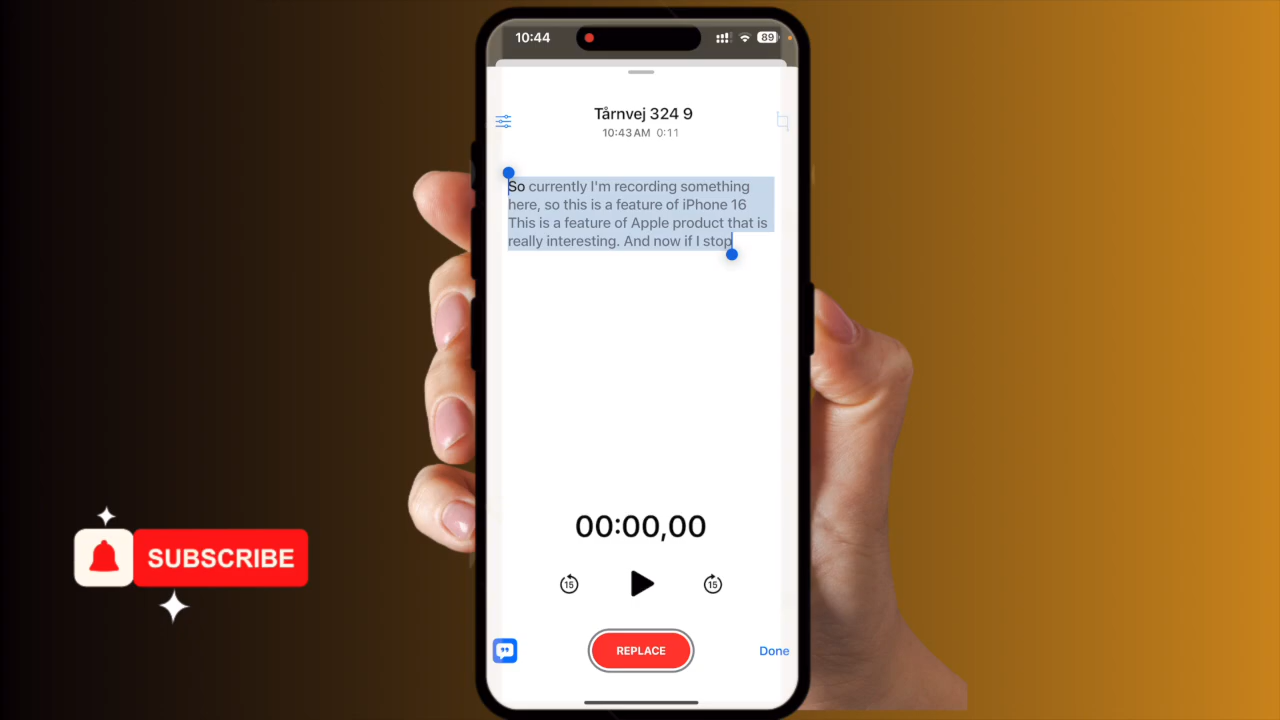 10:44
89
Tårnvej 324 9
10:43 AM 0:11
So currently I'm recording something
here, so this is a feature of iPhone 16
This is a feature of Apple product that is
really interesting. And now if I stop
00:00,00
15
15
REPLACE
Done
SUBSCRIBE